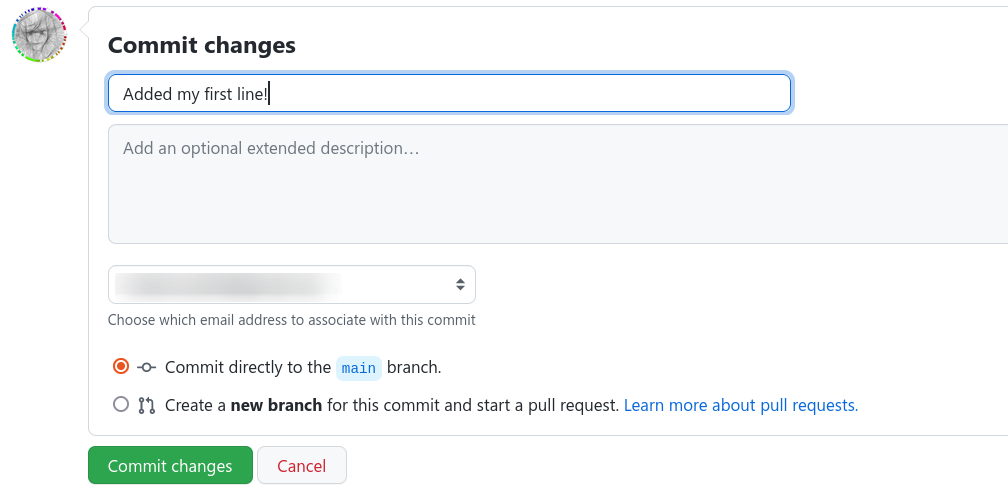 Commit changes
Added my first line!
Add an optional extended description…
Choose which email address to associate with this commit
Commit directly to the main branch.
Create a new branch for this commit and start a pull request. Learn more about pull requests.
Commit changes
Cancel